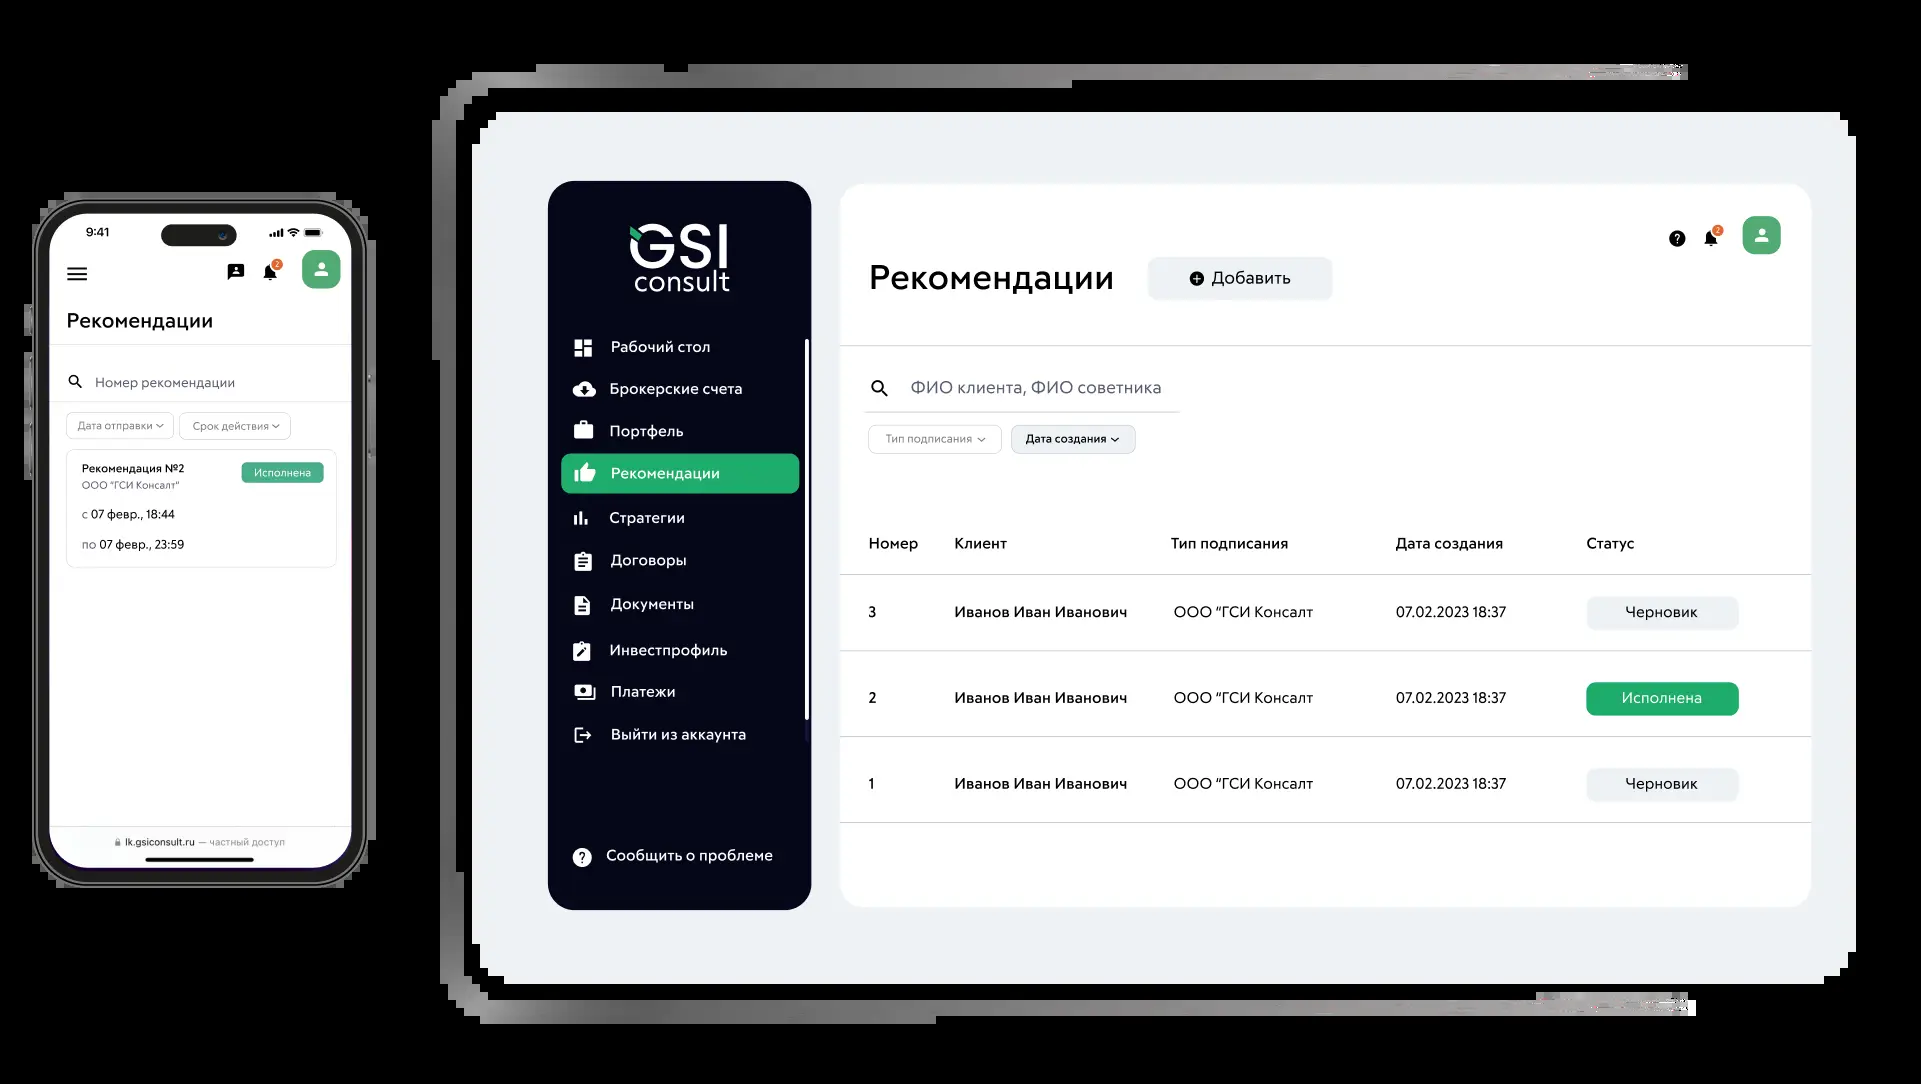 9:41
2
Рекомендации
Номер рекомендации
Дата отправки
Срок действия
Рекомендация №2
Исполнена
ООО "ГСИ Консалт"
с 07 февр., 18:44
по 07 февр., 23:59
lk.gsiconsult.ru — частный доступ
GSI
consult
Рабочий стол
Брокерские счета
Портфель
Рекомендации
Стратегии
Договоры
Документы
Инвестпрофиль
Платежи
Выйти из аккаунта
? Сообщить о проблеме
? 2
Рекомендации
Добавить
ФИО клиента, ФИО советника
Тип подписания
Дата создания
Номер Клиент Тип подписания Дата создания Статус
3 Иванов Иван Иванович ООО "ГСИ Консалт 07.02.2023 18:37 Черновик
2 Иванов Иван Иванович ООО "ГСИ Консалт 07.02.2023 18:37 Исполнена
1 Иванов Иван Иванович ООО "ГСИ Консалт 07.02.2023 18:37 Черновик